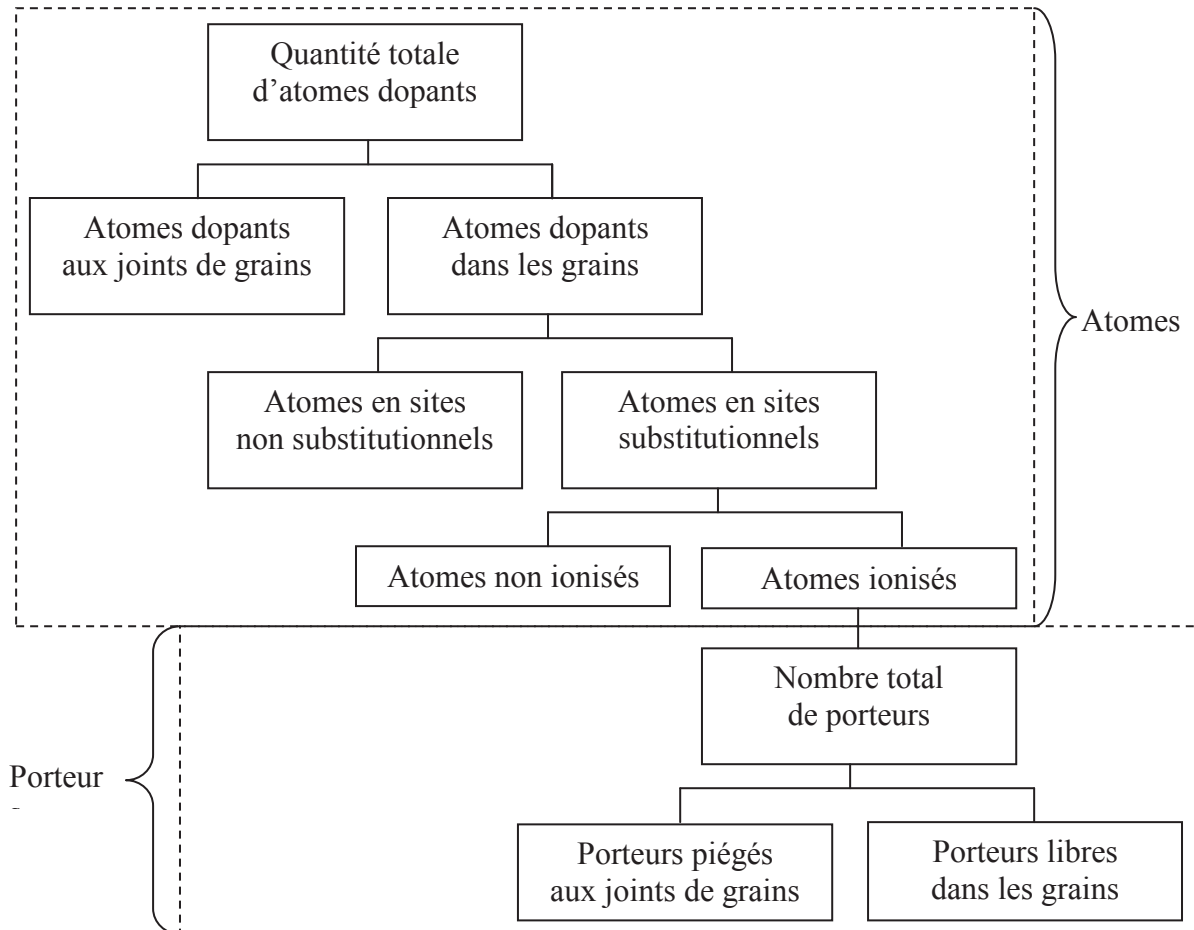 Quantité totale
d’atomes dopants
Atomes dopants
aux joints de grains
Atomes dopants
dans les grains
Atomes
Atomes en sites
non substitutionnels
Atomes en sites
substitutionnels
Atomes non ionisés
Atomes ionisés
Nombre total
de porteurs
Porteur
Porteurs piégés
aux joints de grains
Porteurs libres
dans les grains